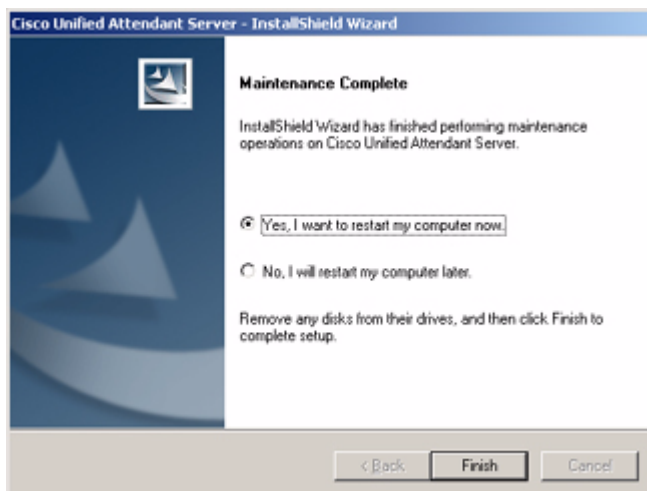 Cisco Unified Attendant Server - InstallShield Wizard
Maintenance Complete
InstallShield Wizard has finished performing maintenance
operations on Cisco Unified Attendant Server.
Yes, I want to restart my computer now.
No, I will restart my computer later.
Remove any disks from their drives, and then click Finish to
complete setup.
< Back Finish Cancel